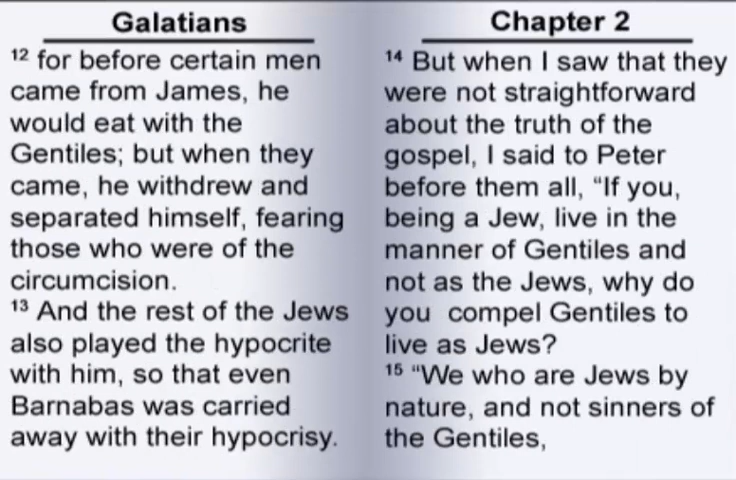 Galatians
¹² for before certain men
came from James, he
would eat with the
Gentiles; but when they
came, he withdrew and
separated himself, fearing
those who were of the
circumcision.
¹³ And the rest of the Jews
also played the hypocrite
with him, so that even
Barnabas was carried
away with their hypocrisy.
Chapter 2
¹⁴ But when I saw that they
were not straightforward
about the truth of the
gospel, I said to Peter
before them all, “If you,
being a Jew, live in the
manner of Gentiles and
not as the Jews, why do
you  compel Gentiles to
live as Jews?
¹⁵ “We who are Jews by
nature, and not sinners of
the Gentiles,